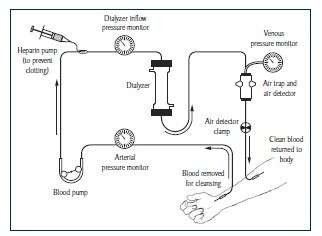 Dialyzer inflow
pressure monitor
Venous
pressure monitor
Heparin pump
(to prevent
clotting)
Dialyzer
Air trap and
air detector
Air detector
clamp
Clean blood
returned to
body
Arterial
pressure monitor
Blood removed
for cleansing
Blood pump